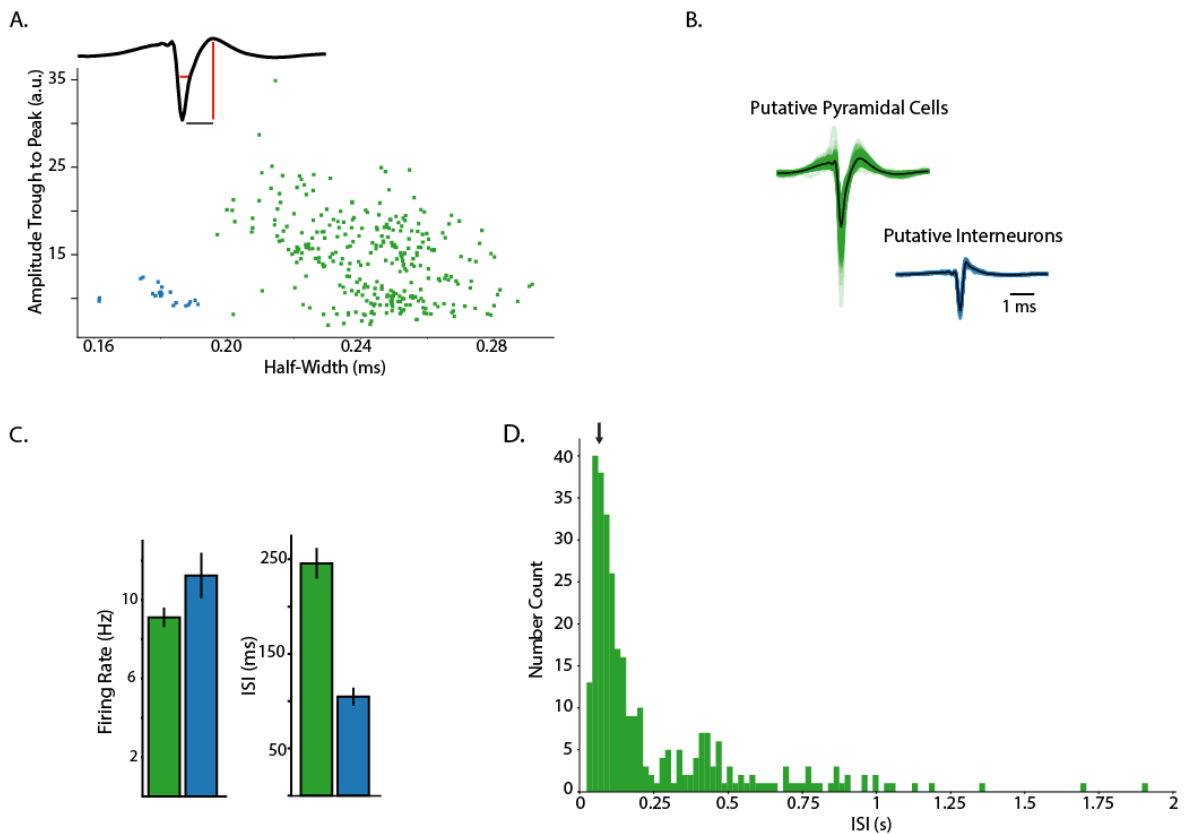 A.
35
25
15
Amplitude Trough to Peak (a.u.)
0.16
0.20
0.24
0.28
Half-Width (ms)
B.
Putative Pyramidal Cells
Putative Interneurons
1 ms
C.
10
6
2
Firing Rate (Hz)
250
150
50
ISI (ms)
D.
40
35
30
25
20
15
10
5
0
Number Count
0
0.25
0.5
0.75
1
1.25
1.5
1.75
2
ISI (s)